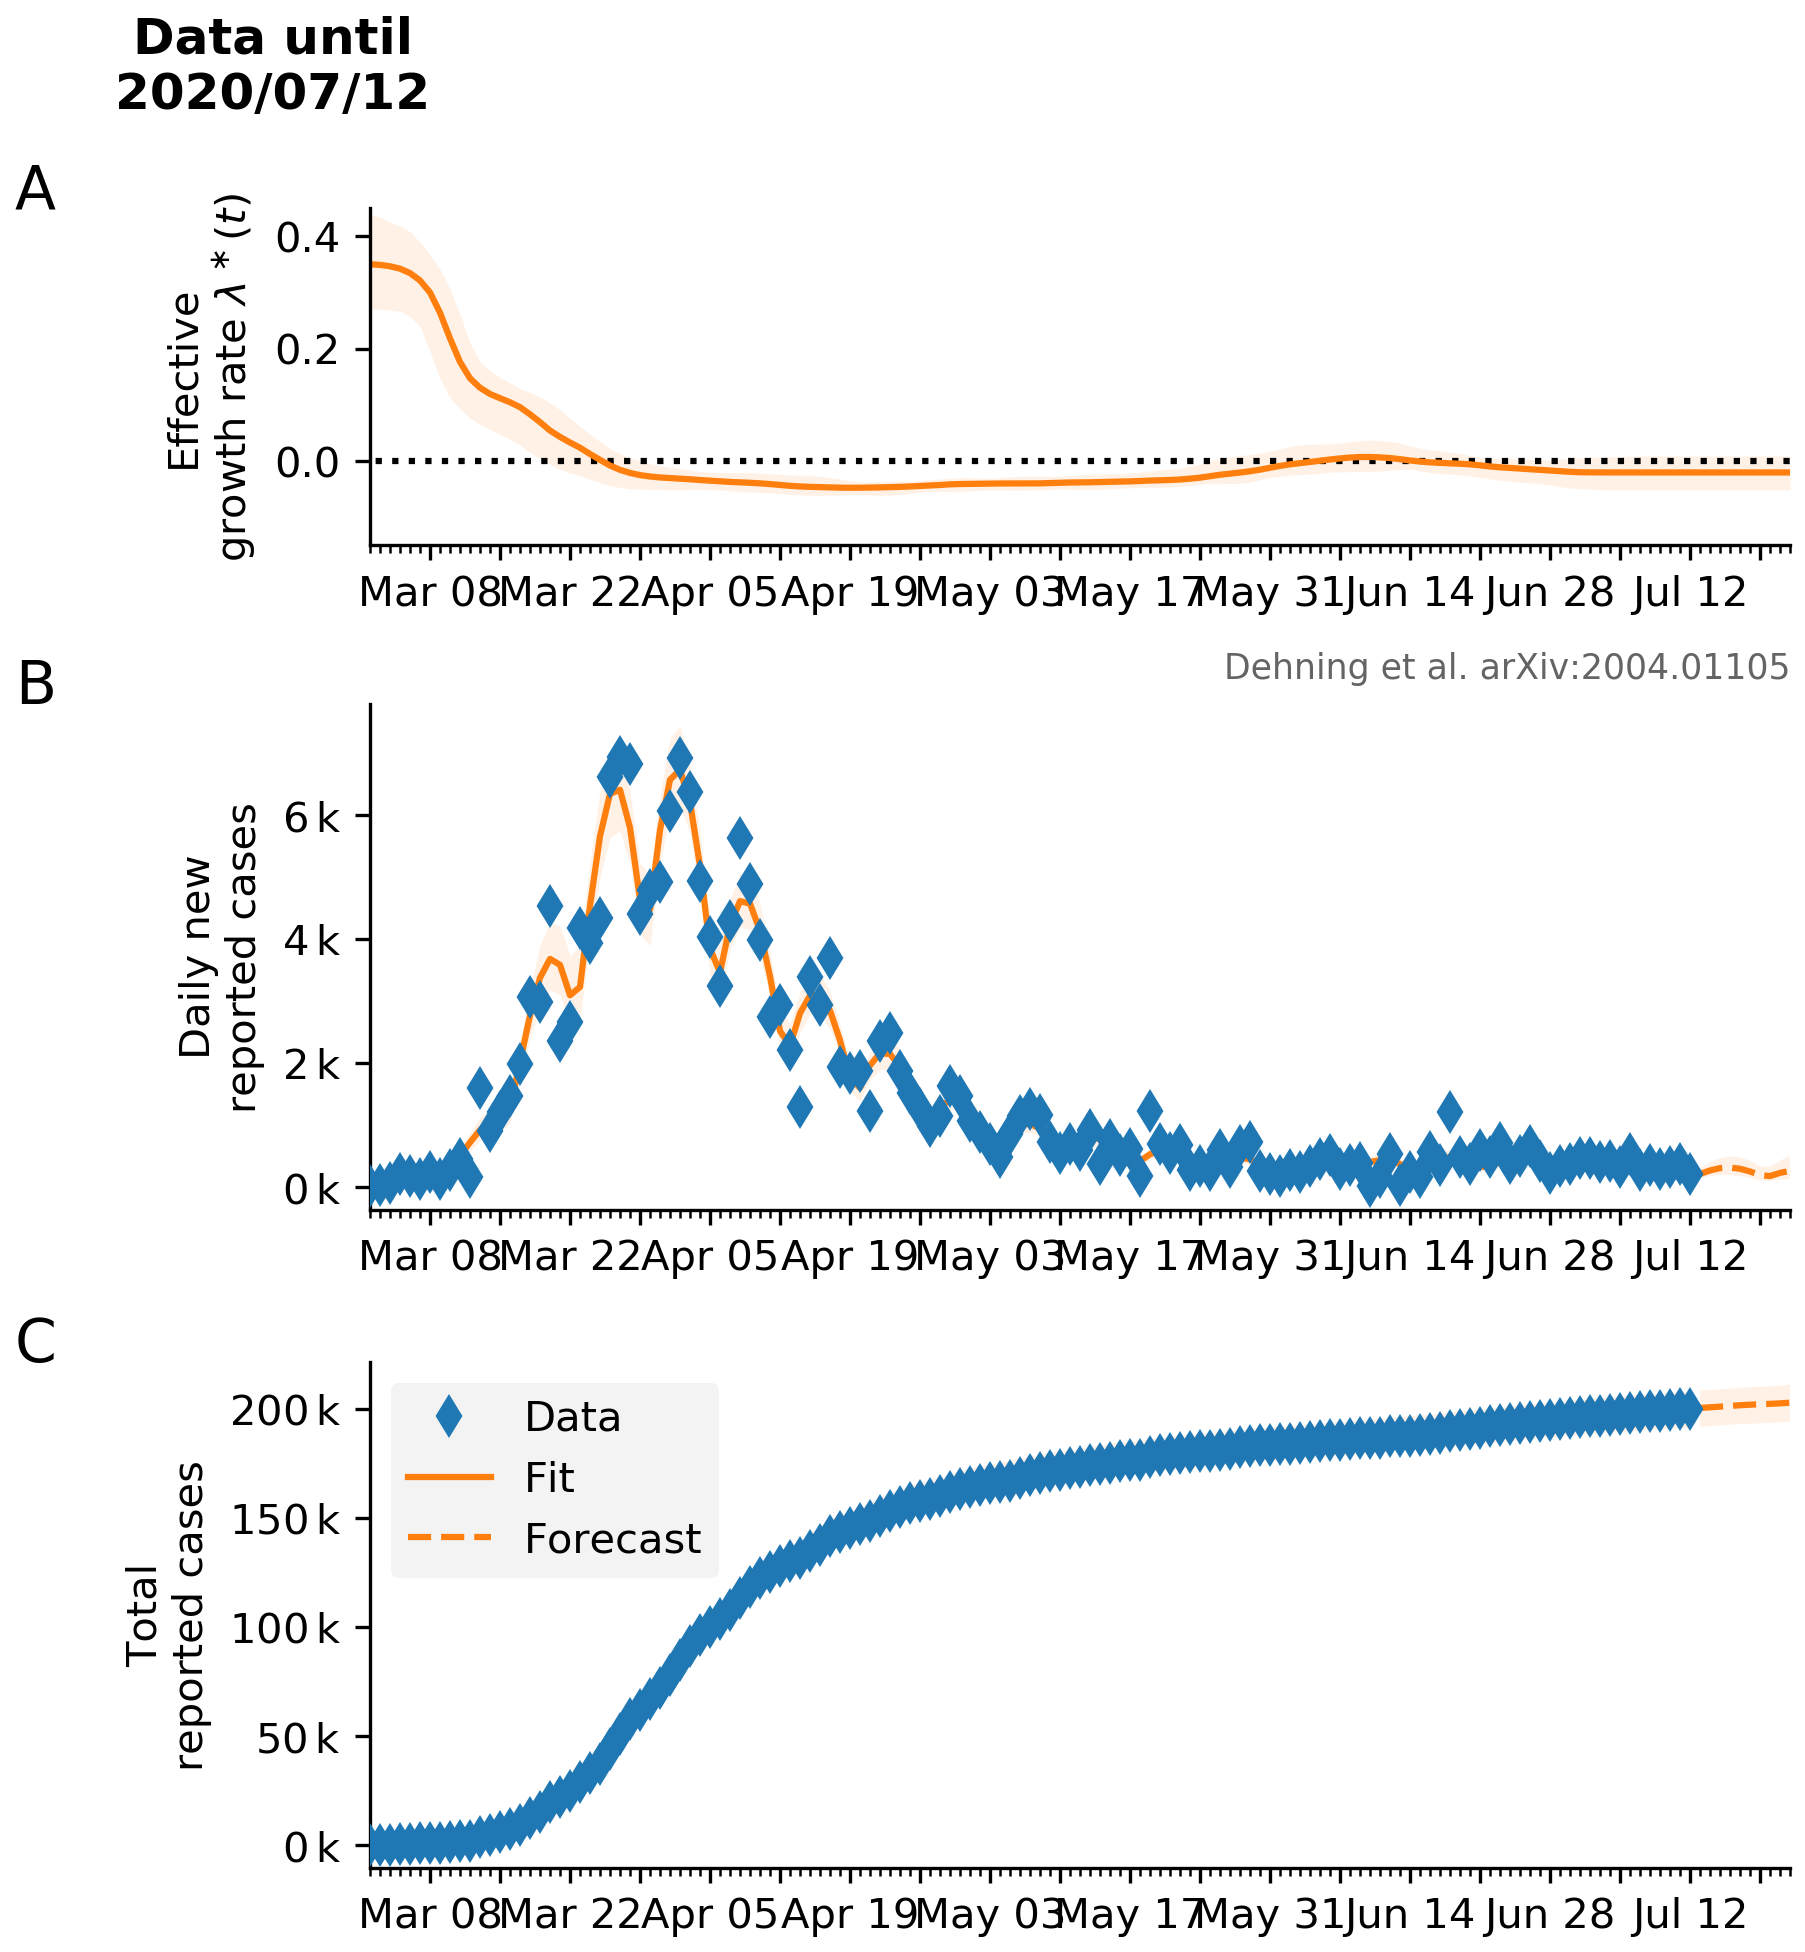 Data until
2020/07/12
A
Effective
growth rate λ * (t)
0.4
0.2
0.0
Mar 08 Mar 22 Apr 05 Apr 19 May 03 May 17 May 31 Jun 14 Jun 28 Jul 12
B
Dehning et al. arXiv:2004.01105
Daily new
reported cases
6 k
4 k
2 k
0 k
Mar 08 Mar 22 Apr 05 Apr 19 May 03 May 17 May 31 Jun 14 Jun 28 Jul 12
C
Total
reported cases
200 k
150 k
100 k
50 k
0 k
Data
Fit
Forecast
Mar 08 Mar 22 Apr 05 Apr 19 May 03 May 17 May 31 Jun 14 Jun 28 Jul 12